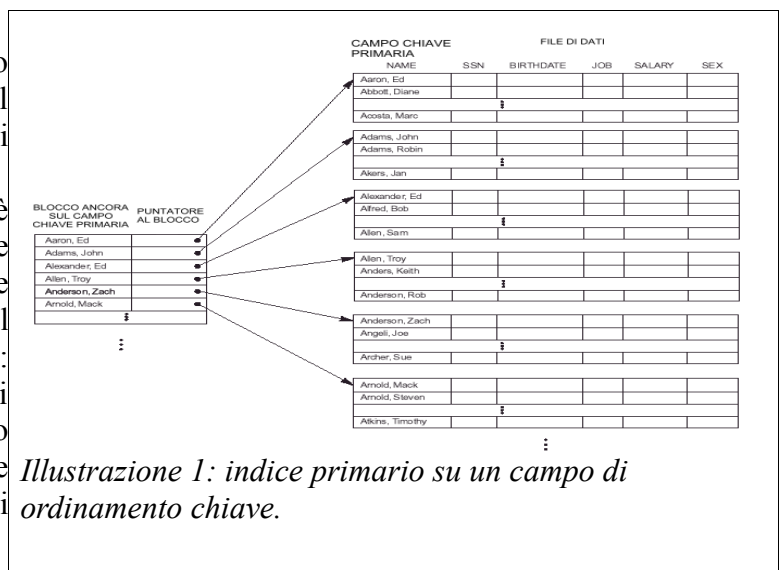 CAMPO CHIAVE
PRIMARIA
FILE DI DATI
NAME SSN BIRTHDATE JOB SALARY SEX
Aaron, Ed
Abbott, Diane
Acosta, Marc
Adams, John
Adams, Robin
Akers, Jan
Alexander, Ed
Alfred, Bob
Allen, Sam
Allen, Troy
Anders, Keith
Anderson, Rob
Anderson, Zach
Angeli, Joe
Archer, Sue
Arnold, Mack
Arnold, Steven
Atkins, Timothy
BLOCCO ANCORA
SUL CAMPO
CHIAVE PRIMARIA
PUNTATORE
AL BLOCCO
Aaron, Ed
Adams, John
Alexander, Ed
Allen, Troy
Anderson, Zach
Arnold, Mack
Illustrazione 1: indice primario su un campo di
ordinamento chiave.